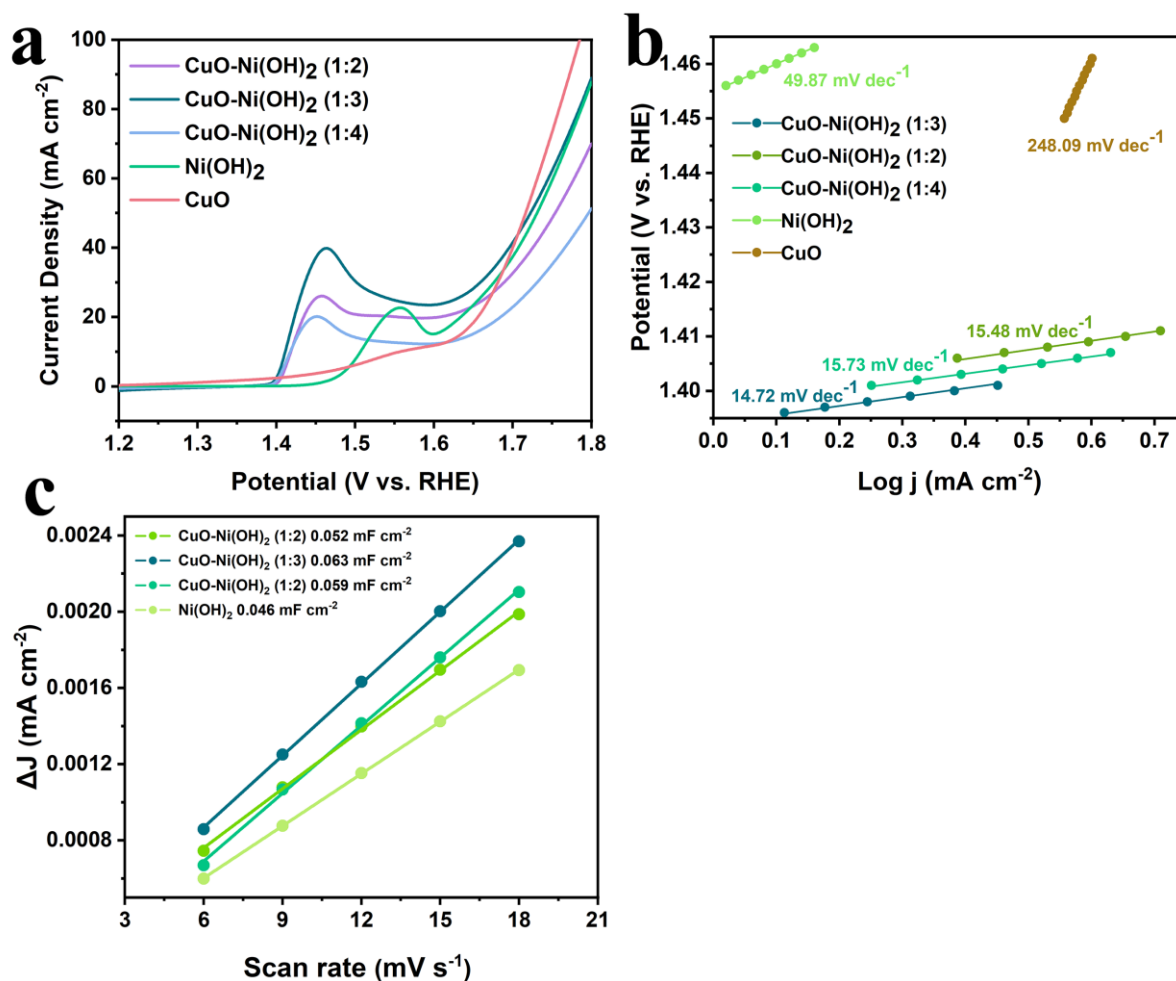 a
100
80
60
40
20
0
Current Density (mA cm⁻²)
CuO-Ni(OH)₂ (1:2)
CuO-Ni(OH)₂ (1:3)
CuO-Ni(OH)₂ (1:4)
Ni(OH)₂
CuO
1.2 1.3 1.4 1.5 1.6 1.7 1.8
Potential (V vs. RHE)
b
1.46
1.45
1.44
1.43
1.42
1.41
1.40
Potential (V vs. RHE)
49.87 mV dec⁻¹
248.09 mV dec⁻¹
CuO-Ni(OH)₂ (1:3)
CuO-Ni(OH)₂ (1:2)
CuO-Ni(OH)₂ (1:4)
Ni(OH)₂
CuO
15.48 mV dec⁻¹
15.73 mV dec⁻¹
14.72 mV dec⁻¹
0.0 0.1 0.2 0.3 0.4 0.5 0.6 0.7
Log j (mA cm⁻²)
c
0.0024
0.0020
0.0016
0.0012
0.0008
ΔJ (mA cm⁻²)
CuO-Ni(OH)₂ (1:2) 0.052 mF cm⁻²
CuO-Ni(OH)₂ (1:3) 0.063 mF cm⁻²
CuO-Ni(OH)₂ (1:2) 0.059 mF cm⁻²
Ni(OH)₂ 0.046 mF cm⁻²
3 6 9 12 15 18 21
Scan rate (mV s⁻¹)